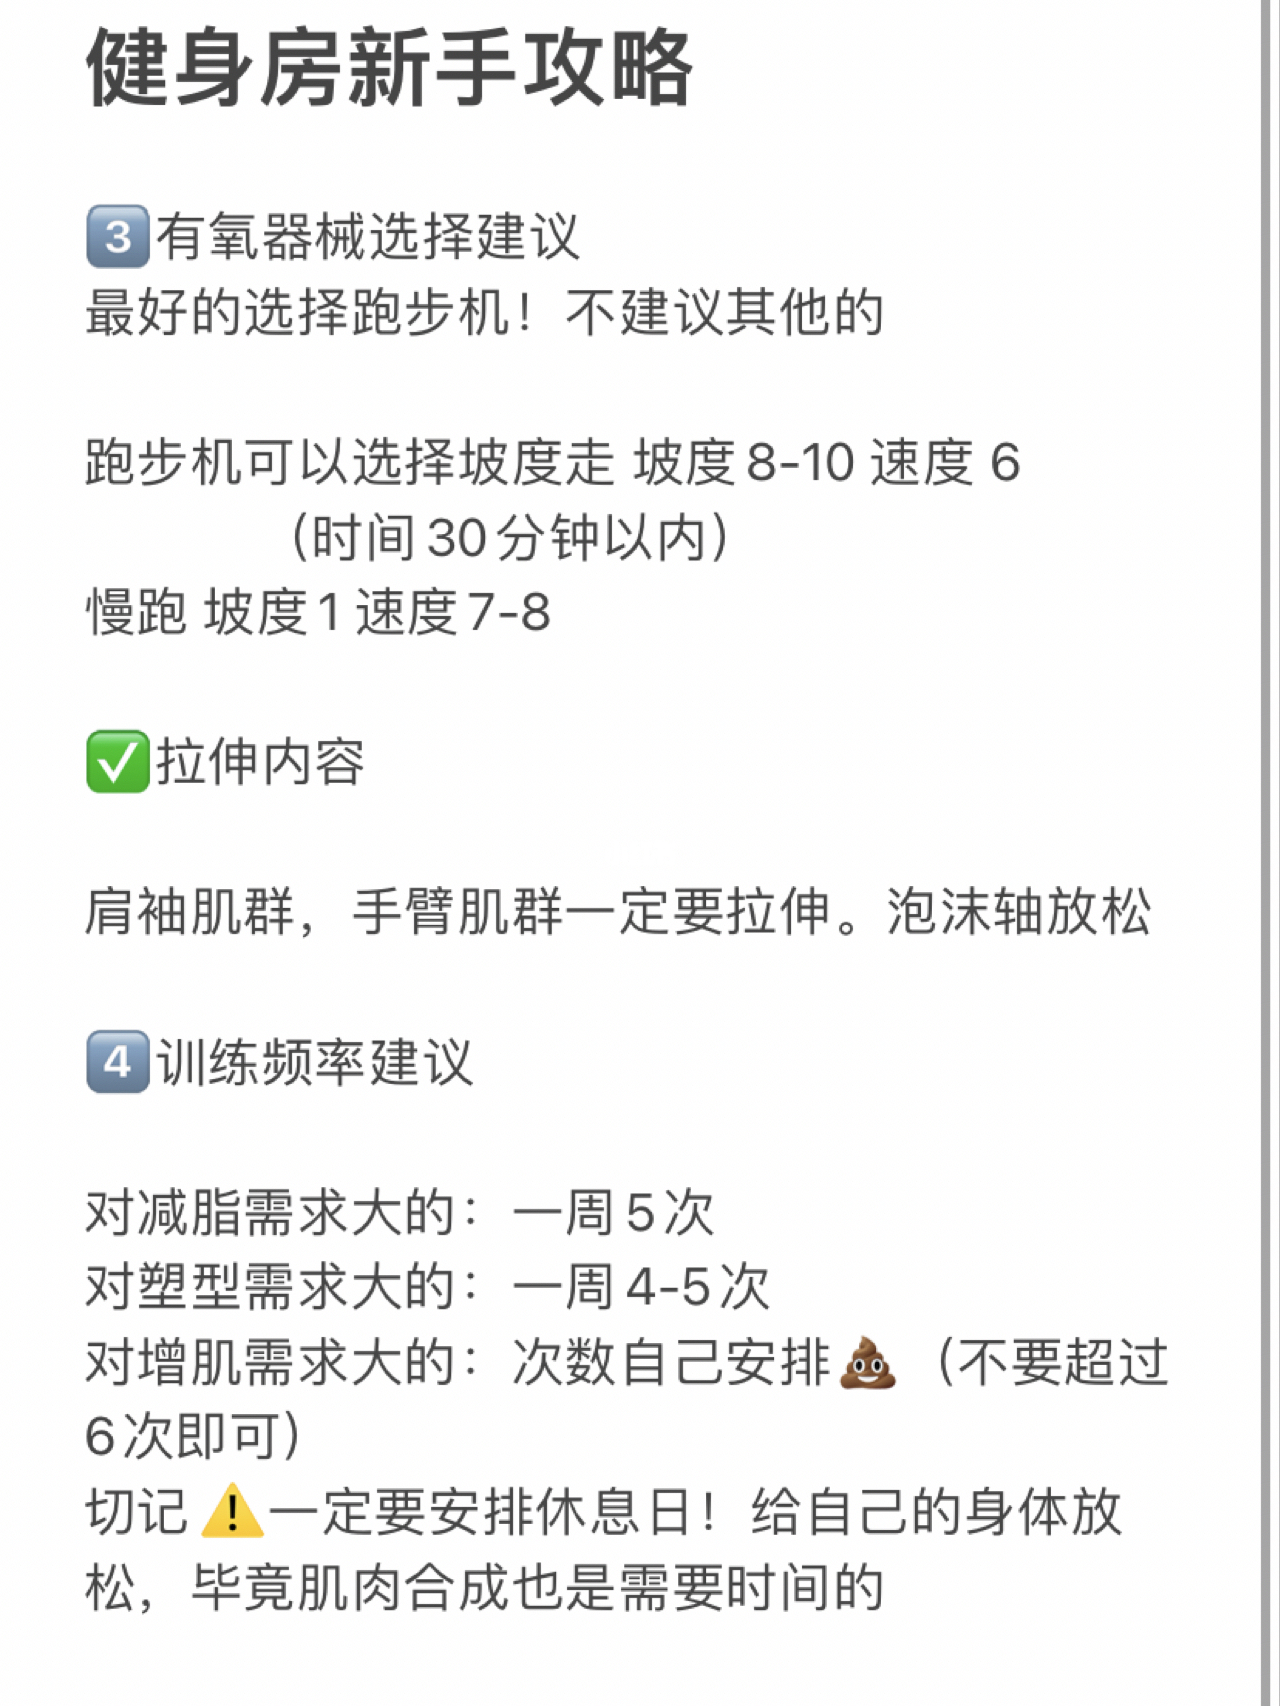 健身房新手攻略
3️⃣有氧器械选择建议
最好的选择跑步机！不建议其他的
跑步机可以选择坡度走 坡度8-10 速度 6
（时间30分钟以内）
慢跑 坡度1 速度7-8
✅拉伸内容
肩袖肌群，手臂肌群一定要拉伸。泡沫轴放松
4️⃣训练频率建议
对减脂需求大的：一周5次
对塑型需求大的：一周4-5次
对增肌需求大的：次数自己安排💩（不要超过
6次即可）
切记⚠️一定要安排休息日！给自己的身体放
松，毕竟肌肉合成也是需要时间的